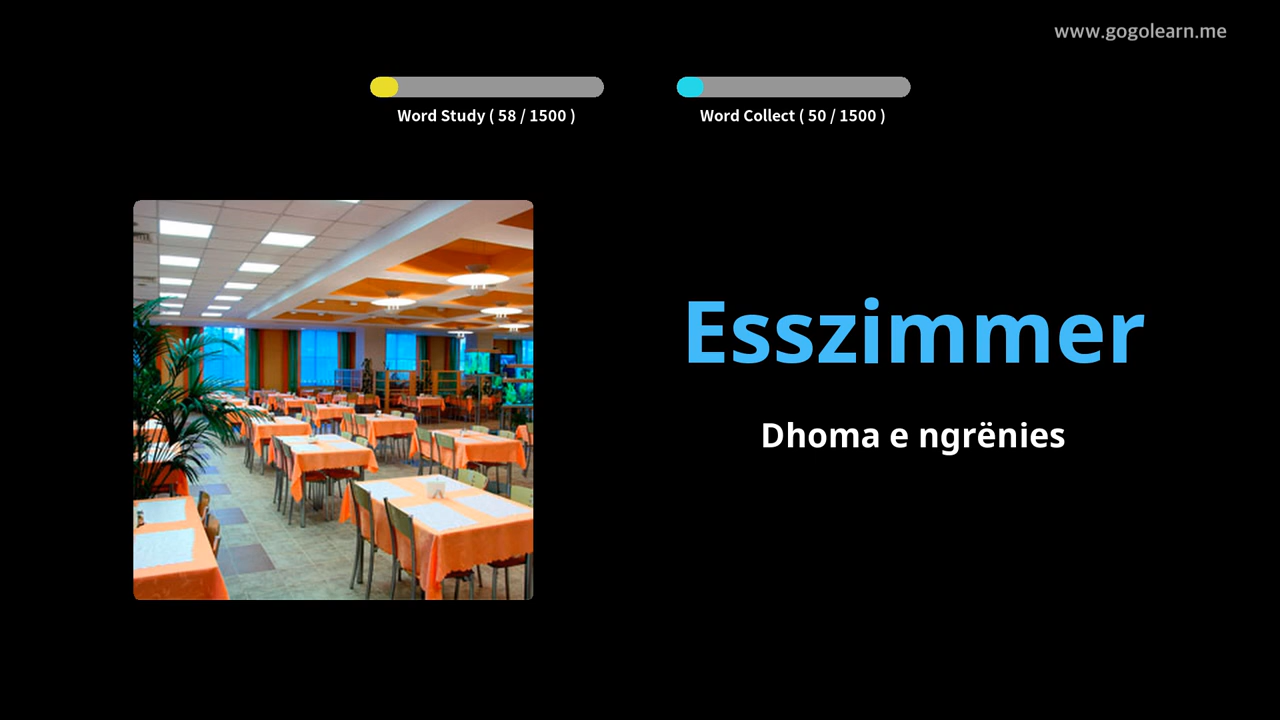 www.gogolearn.me
Word Study ( 58 / 1500 )
Word Collect ( 50 / 1500 )
Esszimmer
Dhoma e ngrënies